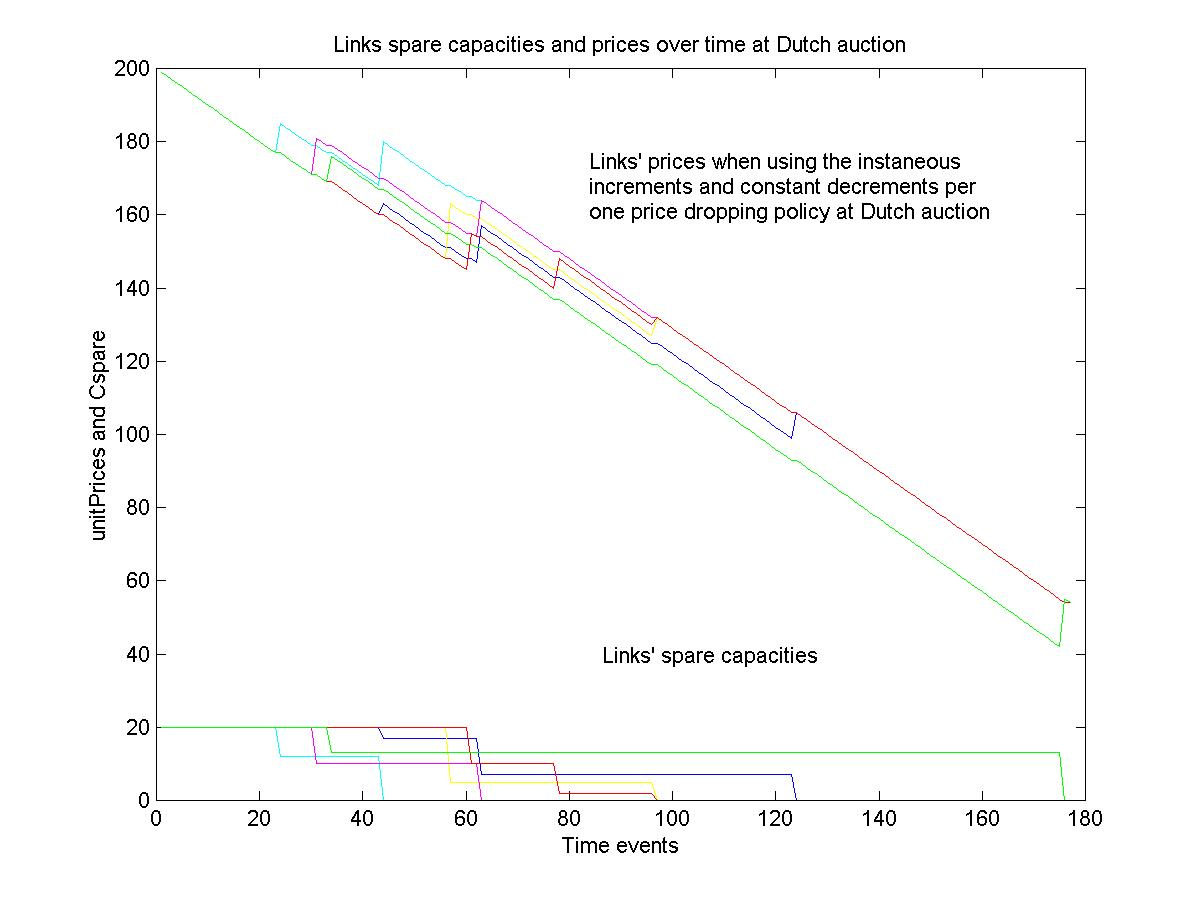 Links spare capacities and prices over time at Dutch auction
200
180
160
140
120
100
80
60
40
20
0
unitPrices and Cspare
Links' prices when using the instaneous
increments and constant decrements per
one price dropping policy at Dutch auction
Links' spare capacities
0 20 40 60 80 100 120 140 160 180
Time events